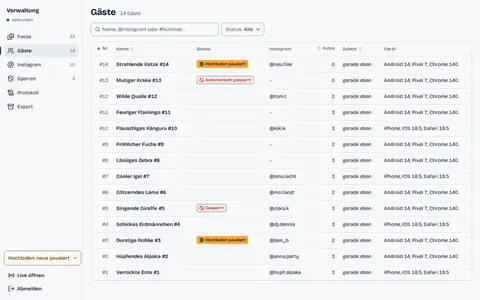 Verwaltung
verbunden
Fotos 22
Gäste 14
Instagram 10
Sperren 2
Protokoll
Export
Hochladen: neue pausiert
Live öffnen
Abmelden
Gäste 14 Gäste
Name, @instagram oder #Nummer…
Status Alle
Nr Name Status Instagram Fotos Zuletzt Gerät
#14 Strahlende Katze #14 Hochladen pausiert @neu.hier 0 gerade eben Android 14, Pixel 7, Chrome 140
#13 Mutiger Krake #13 Automatisch gesperrt – 0 gerade eben Android 14, Pixel 7, Chrome 140
#12 Wilde Qualle #12 @tom.t 2 gerade eben Android 14, Pixel 7, Chrome 140
#11 Feuriger Flamingo #11 – 3 gerade eben Android 14, Pixel 7, Chrome 140
#10 Flauschiges Känguru #10 @kiki.k 3 gerade eben iPhone, iOS 18.5, Safari 18.5
#9 Fröhlicher Fuchs #9 – 2 gerade eben Android 14, Pixel 7, Chrome 140
#8 Lässiges Zebra #8 – 3 gerade eben Android 14, Pixel 7, Chrome 140
#7 Cooler Igel #7 @lena.lacht 3 gerade eben iPhone, iOS 18.5, Safari 18.5
#6 Glitzerndes Lama #6 @mo.tanzt 2 gerade eben Android 14, Pixel 7, Chrome 140
#5 Singende Giraffe #5 Gesperrt @clara.k 3 gerade eben Android 14, Pixel 7, Chrome 140
#4 Schickes Erdmännchen #4 @dj.dennis 3 gerade eben iPhone, iOS 18.5, Safari 18.5
#3 Durstige Robbe #3 Hochladen pausiert @ben_b 2 gerade eben Android 14, Pixel 7, Chrome 140
#2 Hüpfendes Alpaka #2 @anna.party 3 gerade eben Android 14, Pixel 7, Chrome 140
#1 Verrückte Ente #1 @hupf.alpaka 3 gerade eben iPhone, iOS 18.5, Safari 18.5